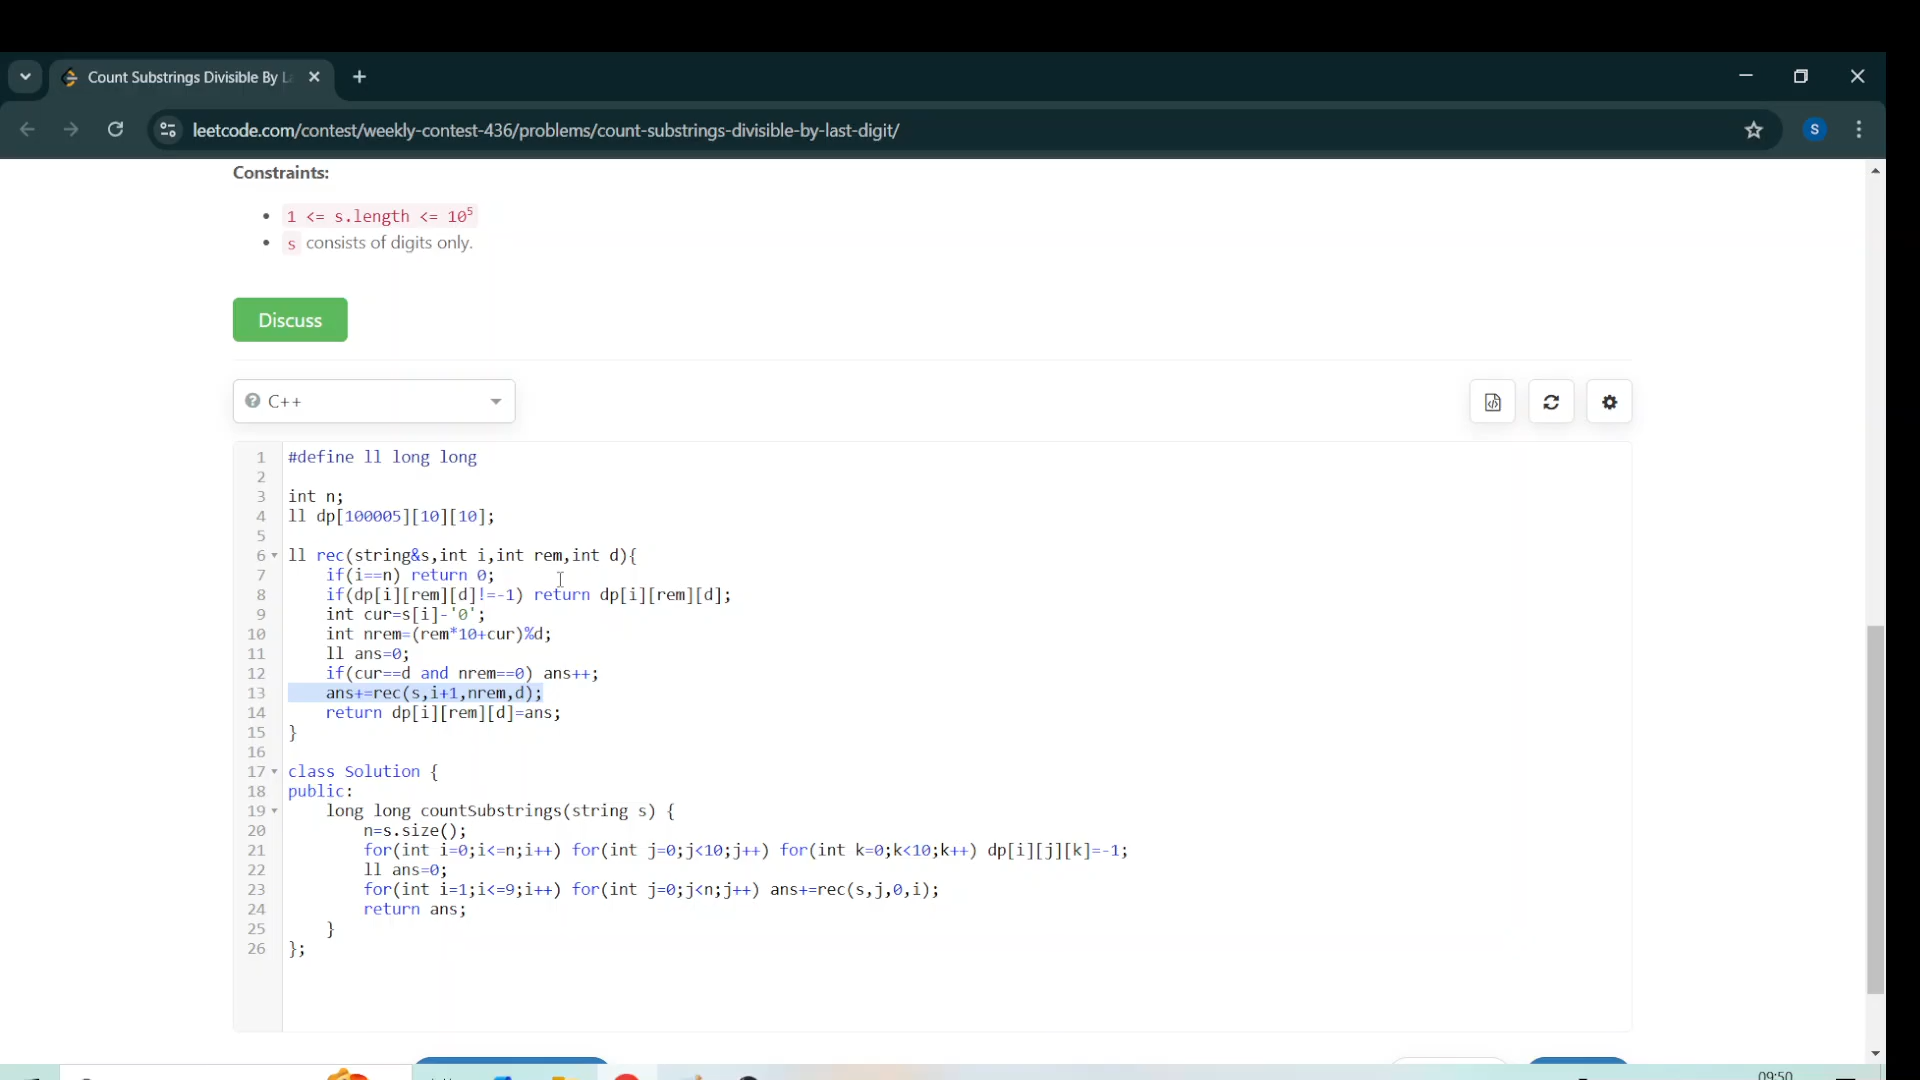 Count Substrings Divisible By L
leetcode.com/contest/weekly-contest-436/problems/count-substrings-divisible-by-last-digit/
S
Constraints:
1 <= s.length <= 10^5
s consists of digits only.
Discuss
C++
1 #define ll long long
2
3 int n;
4 ll dp[100005][10][10];
5
6 ll rec(string&s,int i,int rem,int d){
7 if(i==n) return 0;
8 if(dp[i][rem][d]!=-1) return dp[i][rem][d];
9 int cur=s[i]-'0';
10 int nrem=(rem*10+cur)%d;
11 ll ans=0;
12 if(cur==d and nrem==0) ans++;
13 ans+=rec(s,i+1,nrem,d);
14 return dp[i][rem][d]=ans;
15 }
16
17 class Solution {
18 public:
19 long long countSubstrings(string s) {
20 n=s.size();
21 for(int i=0;i<=n;i++) for(int j=0;j<10;j++) for(int k=0;k<10;k++) dp[i][j][k]=-1;
22 ll ans=0;
23 for(int i=1;i<=9;i++) for(int j=0;j<n;j++) ans+=rec(s,j,0,i);
24 return ans;
25 }
26 };
09:50